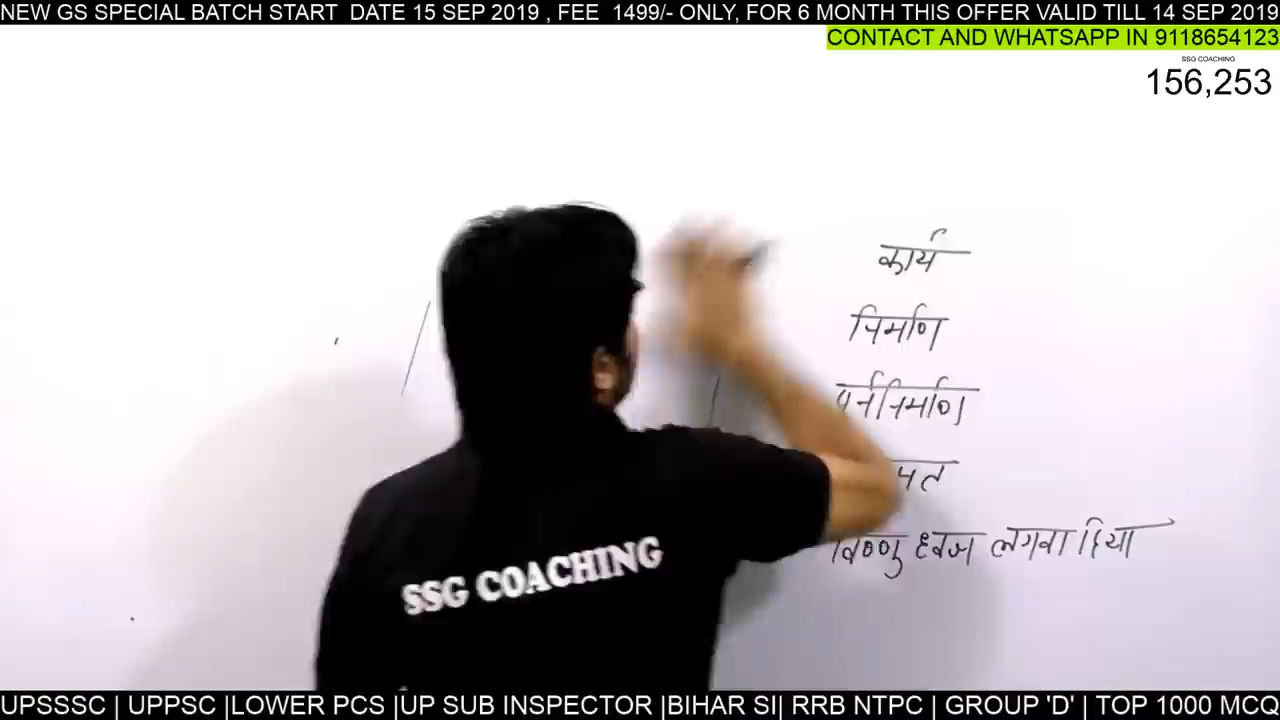 NEW GS SPECIAL BATCH START DATE 15 SEP 2019 , FEE 1499/- ONLY, FOR 6 MONTH THIS OFFER VALID TILL 14 SEP 2019
CONTACT AND WHATSAPP IN 9118654123
SSG COACHING
156,253
कार्य
निर्माण
पर्ननिर्माण
विष्णु ध्वज लगवा दिया
SSG COACHING
UPSSSC | UPPSC |LOWER PCS |UP SUB INSPECTOR |BIHAR SI| RRB NTPC | GROUP 'D' | TOP 1000 MCQ